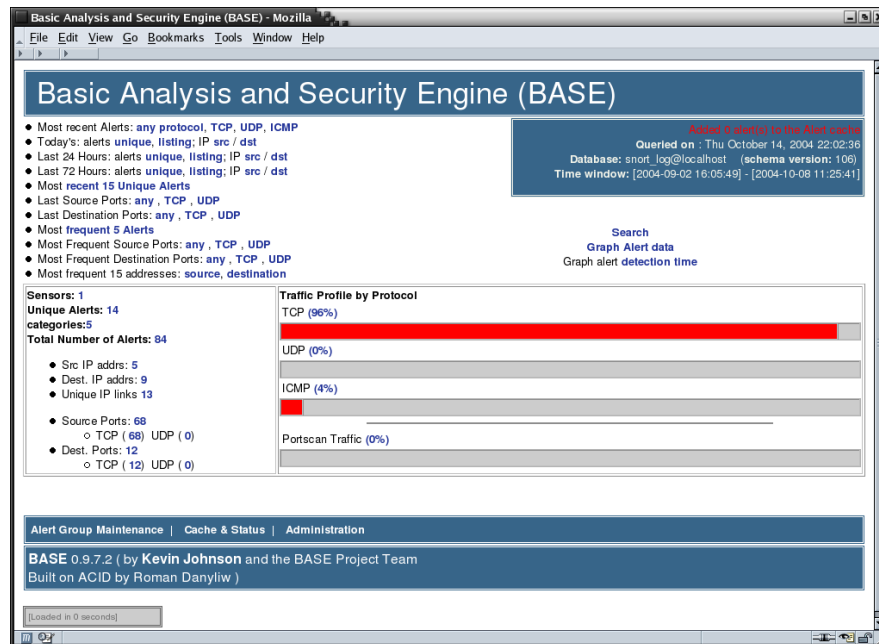 Basic Analysis and Security Engine (BASE) - Mozilla
File Edit View Go Bookmarks Tools Window Help
Basic Analysis and Security Engine (BASE)
Most recent Alerts: any protocol, TCP, UDP, ICMP
Today's: alerts unique, listing; IP src / dst
Last 24 Hours: alerts unique, listing; IP src / dst
Last 72 Hours: alerts unique, listing; IP src / dst
Most recent 15 Unique Alerts
Last Source Ports: any , TCP , UDP
Last Destination Ports: any , TCP , UDP
Most frequent 5 Alerts
Most Frequent Source Ports: any , TCP , UDP
Most Frequent Destination Ports: any , TCP , UDP
Most frequent 15 addresses: source, destination
Added 0 alert(s) to the Alert cache
Queried on : Thu October 14, 2004 22:02:36
Database: snort_log@localhost (schema version: 106)
Time window: [2004-09-02 16:05:49] - [2004-10-08 11:25:41]
Search
Graph Alert data
Graph alert detection time
Sensors: 1
Unique Alerts: 14
categories:5
Total Number of Alerts: 84
Src IP addrs: 5
Dest. IP addrs: 9
Unique IP links 13
Source Ports: 68
TCP ( 68) UDP ( 0)
Dest. Ports: 12
TCP ( 12) UDP ( 0)
Traffic Profile by Protocol
TCP (96%)
UDP (0%)
ICMP (4%)
Portscan Traffic (0%)
Alert Group Maintenance | Cache & Status | Administration
BASE 0.9.7.2 ( by Kevin Johnson and the BASE Project Team
Built on ACID by Roman Danyliw )
[Loaded in 0 seconds]